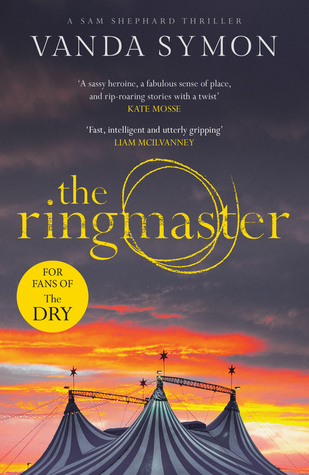 A SAM SHEPHARD THRILLER
VANDA SYMON
‘A sassy heroine, a fabulous sense of place,
and rip-roaring stories with a twist’
KATE MOSSE
‘Fast, intelligent and utterly gripping’
LIAM MCILVANNEY
the
ringmaster
FOR
FANS OF
The
DRY